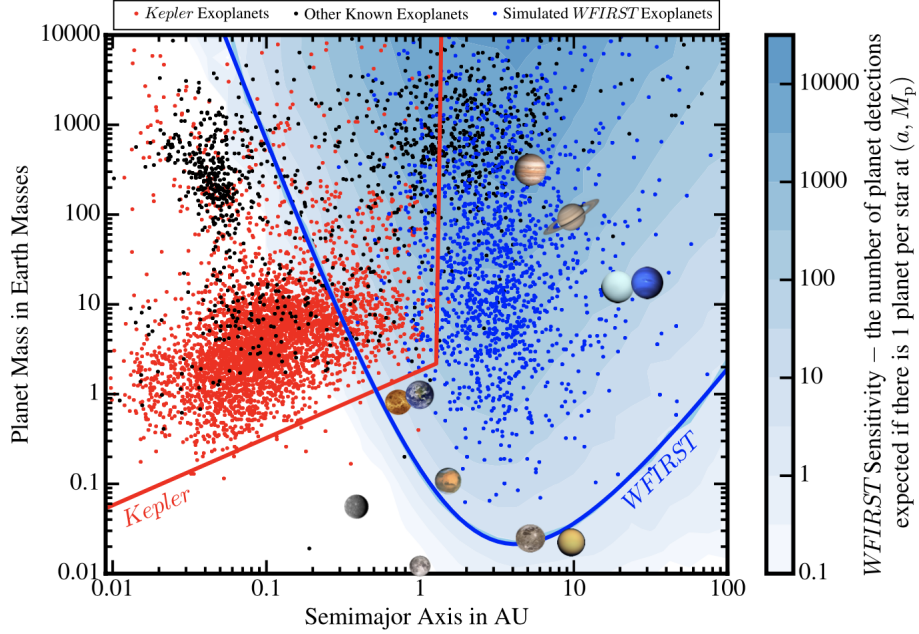 Kepler Exoplanets
Other Known Exoplanets
Simulated WFIRST Exoplanets
10000
1000
100
10
1
0.1
0.01
Planet Mass in Earth Masses
0.01
0.1
1
10
100
Semimajor Axis in AU
Kepler
WFIRST
10000
1000
100
10
1
0.1
WFIRST Sensitivity − the number of planet detections
expected if there is 1 planet per star at (a, Mp)